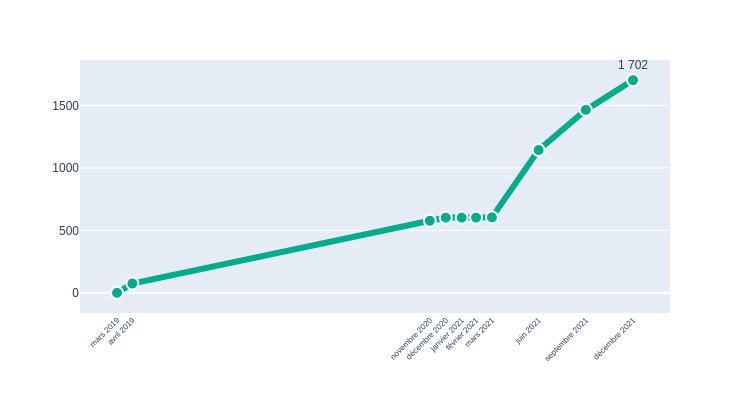 1 702
1500
1000
500
0
mars 2019
avril 2019
novembre 2020
décembre 2020
janvier 2021
février 2021
mars 2021
juin 2021
septembre 2021
décembre 2021